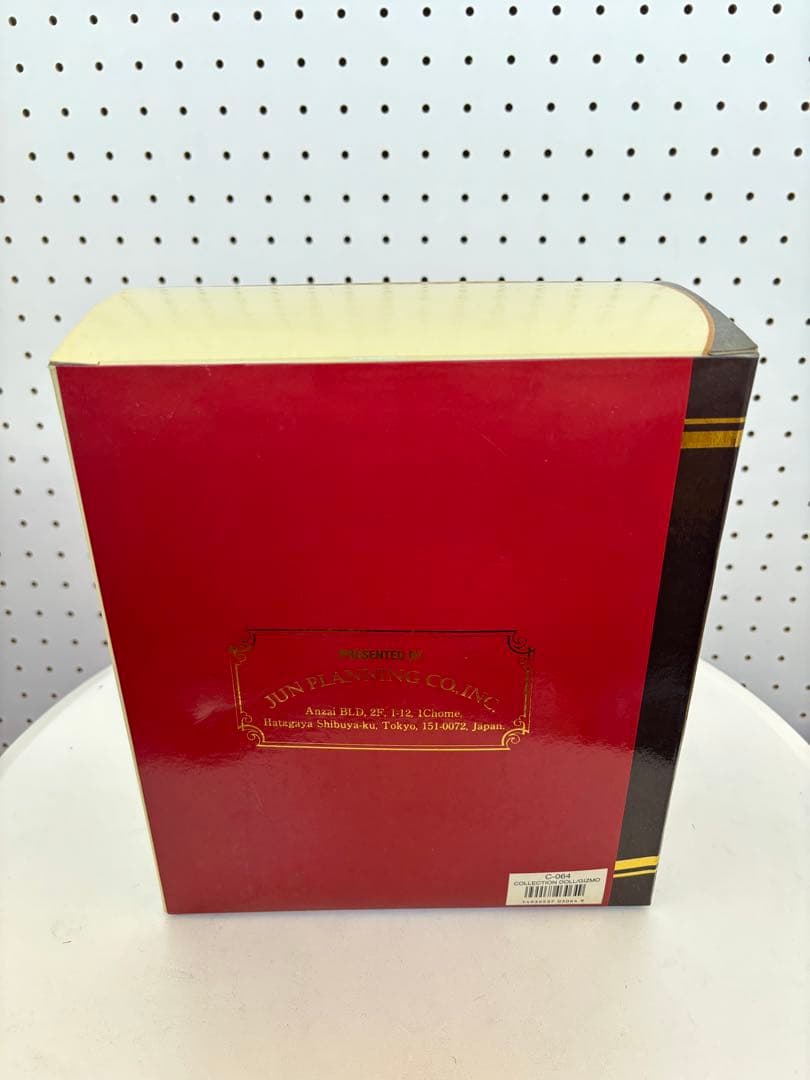 PRESENTED BY
JUN PLANNING CO., INC.
Anzai BLD, 2F, 1-12, 1Chome,
Hatagaya Shibuya-ku, Tokyo, 151-0072, Japan.
C-064
COLLECTION DOLL/GIZMO